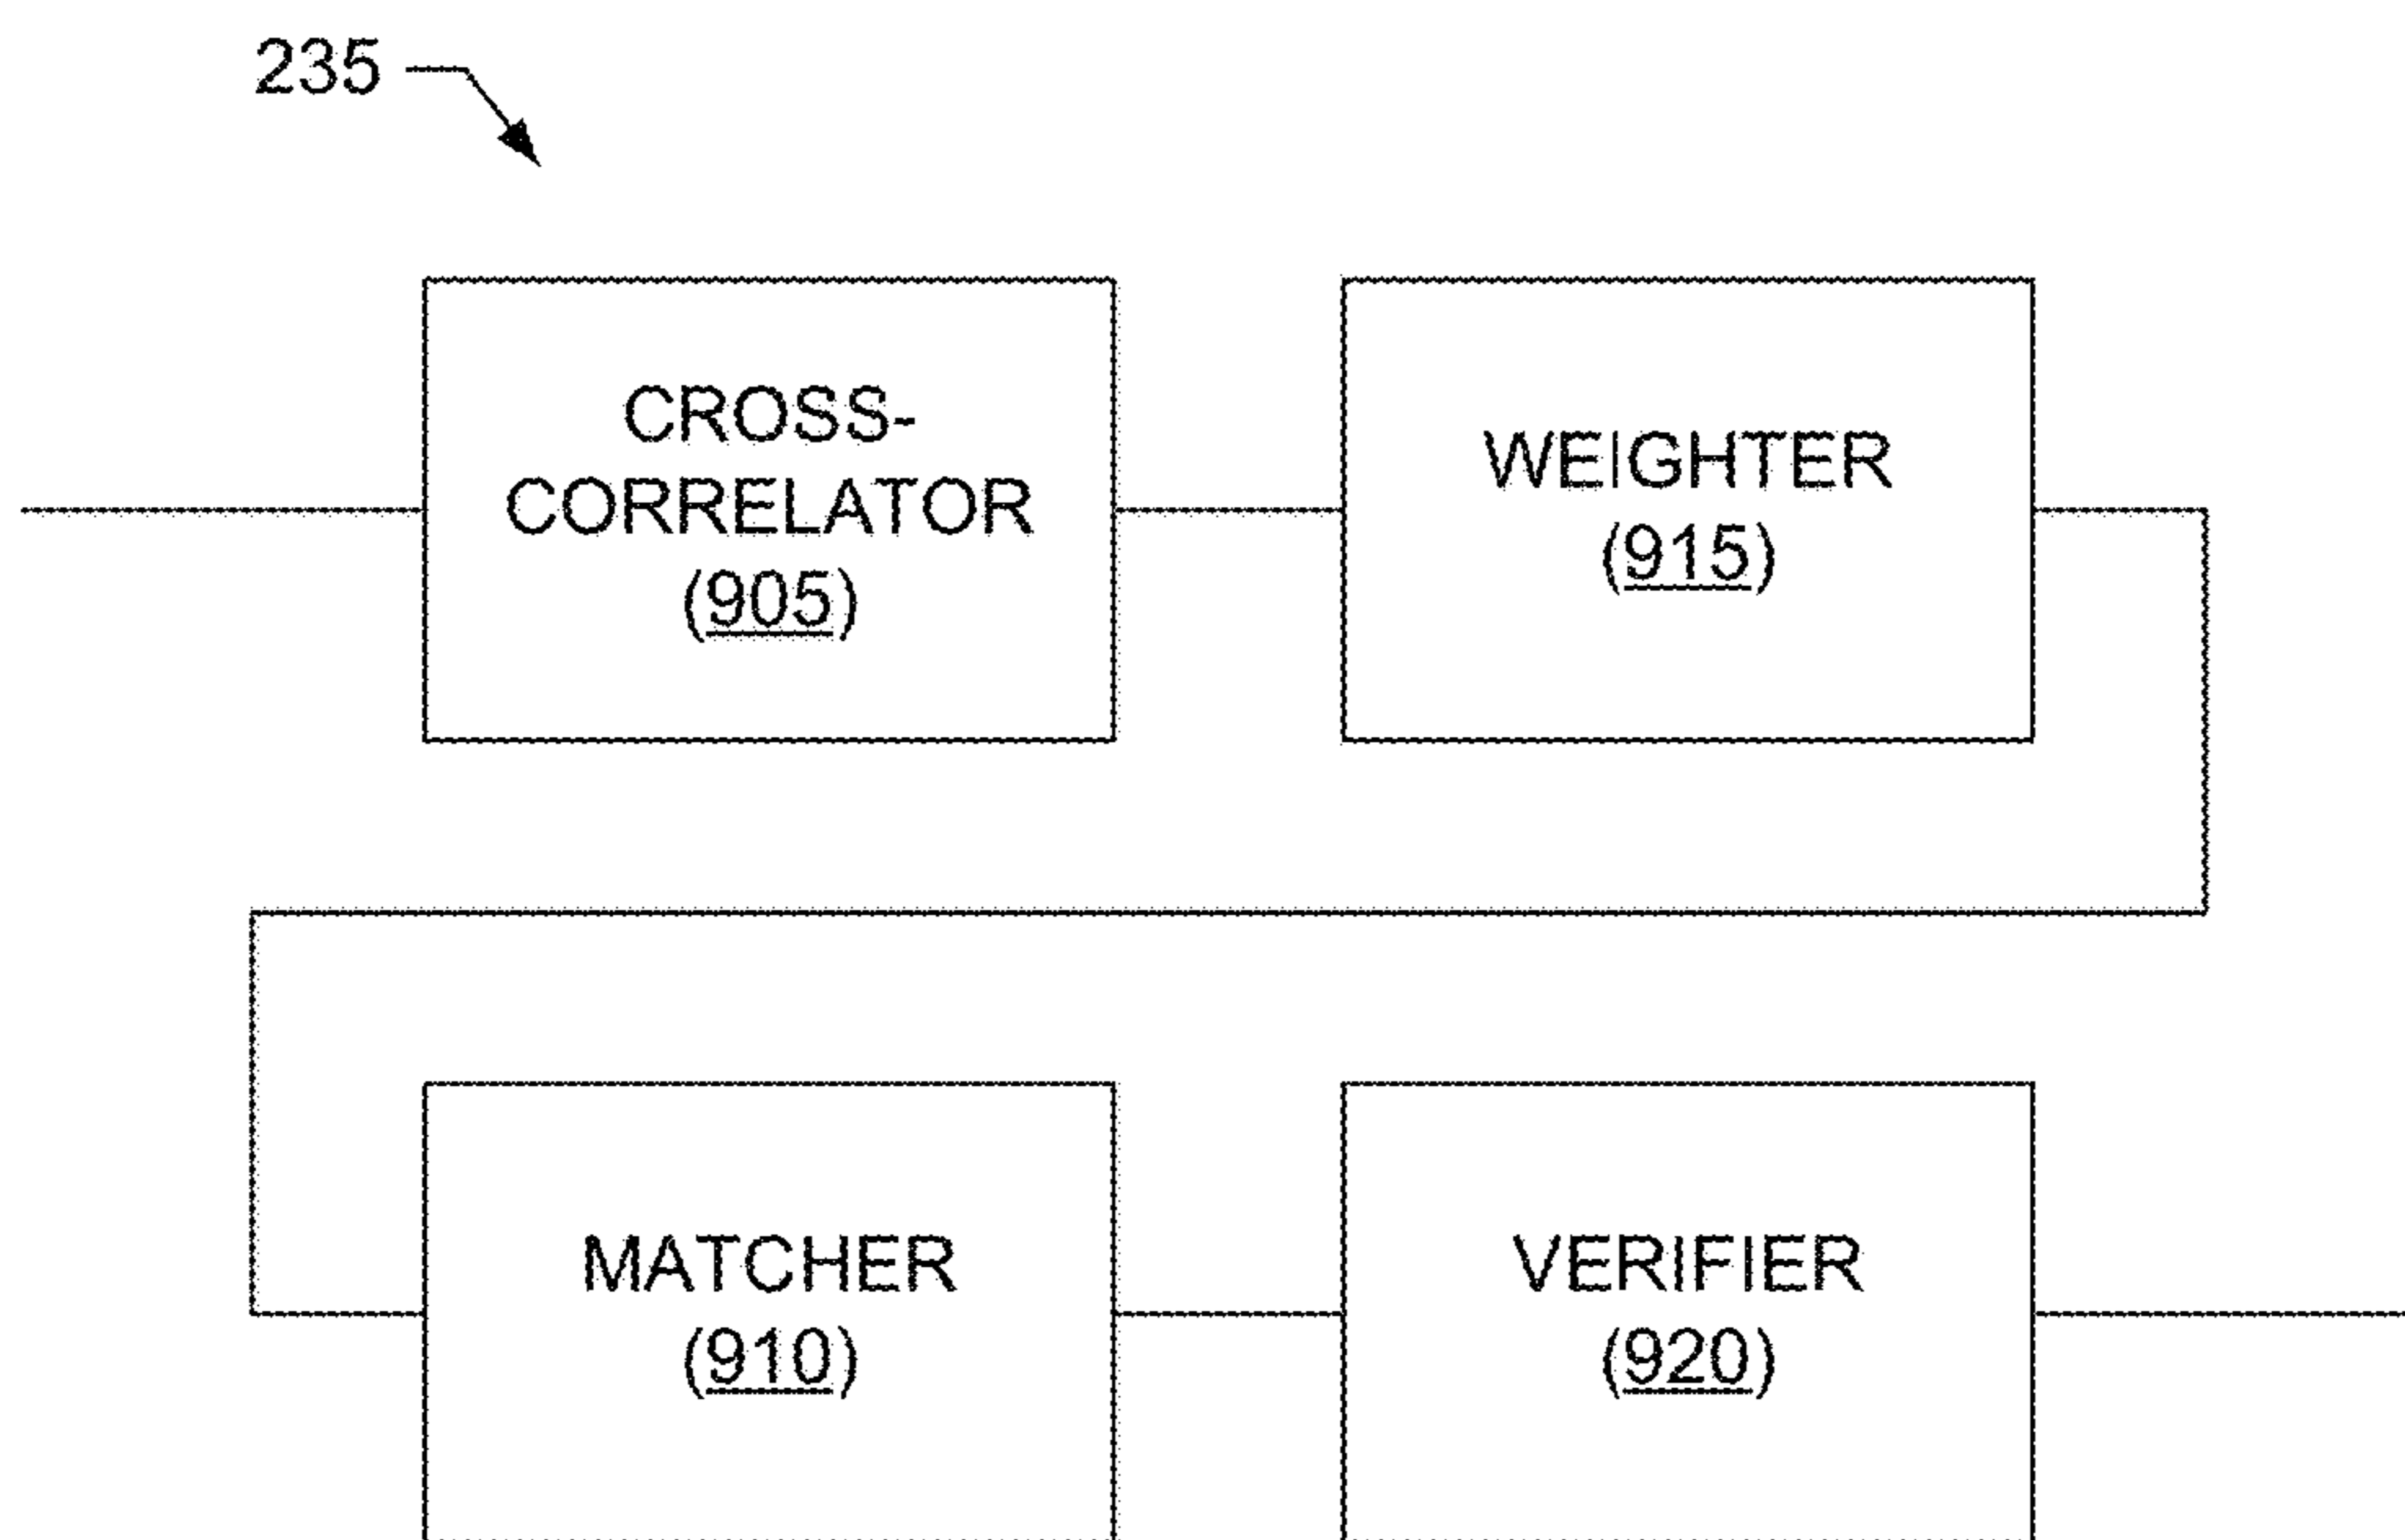 235
CROSS-
CORRELATOR
(905)
WEIGHTER
(915)
MATCHER
(910)
VERIFIER
(920)